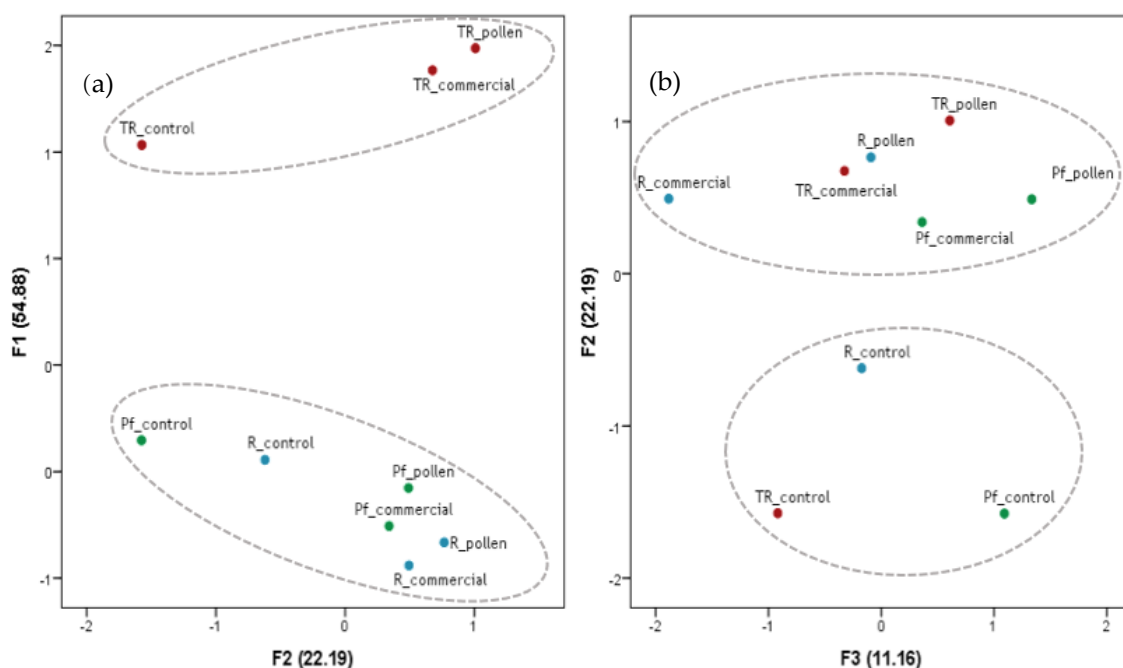 (a)
TR_pollen
TR_commercial
TR_control
Pf_control
R_control
Pf_pollen
Pf_commercial
R_pollen
R_commercial
2
1
1
0
0
-1
F1 (54.88)
-2
-1
0
1
F2 (22.19)
(b)
TR_pollen
R_pollen
Pf_pollen
R_commercial
TR_commercial
Pf_commercial
R_control
TR_control
Pf_control
1
0
-1
-2
F2 (22.19)
-2
-1
0
1
2
F3 (11.16)